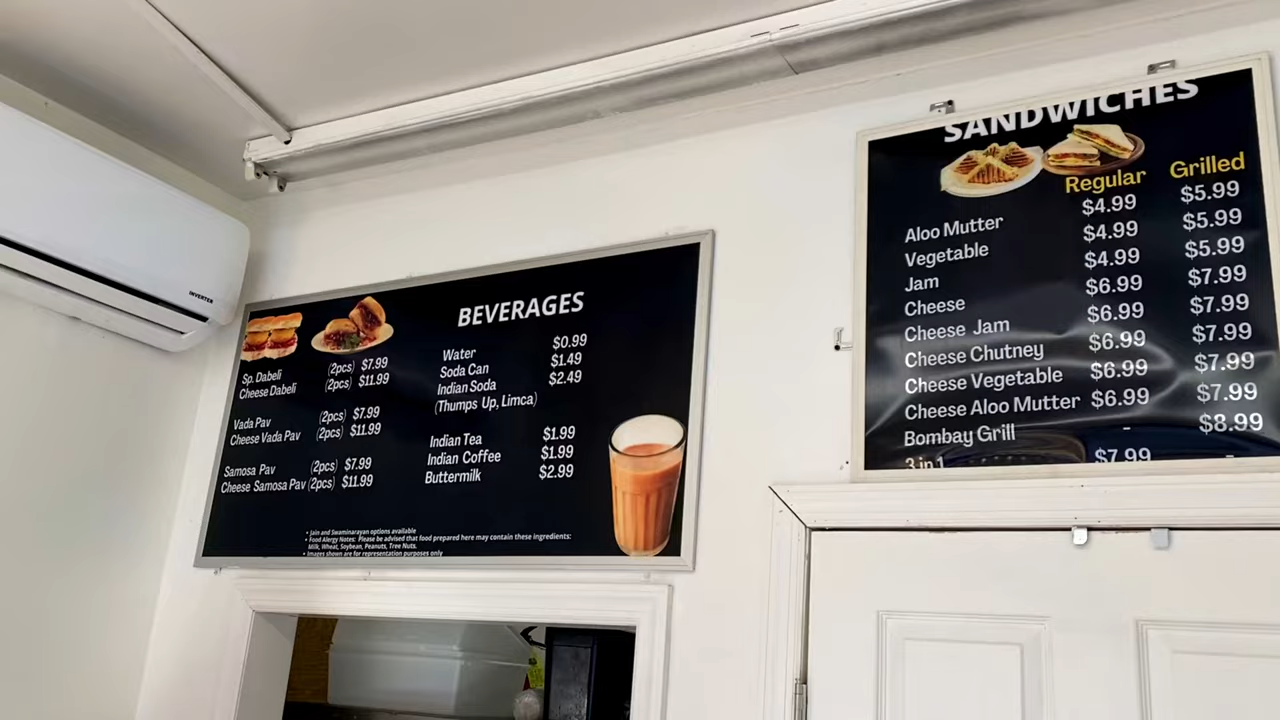 INVERTER
Sp. Dabeli (2pcs) $7.99
Cheese Dabeli (2pcs) $11.99
Vada Pav (2pcs) $7.99
Cheese Vada Pav (2pcs) $11.99
Samosa Pav (2pcs) $7.99
Cheese Samosa Pav (2pcs) $11.99
BEVERAGES
Water $0.99
Soda Can $1.49
Indian Soda $2.49
(Thumps Up, Limca)
Indian Tea $1.99
Indian Coffee $1.99
Buttermilk $2.99
• Jain and Swaminarayan options available
• Food Alergy Notes: Please be advised that food prepared here may contain these ingredients:
Milk, Wheat, Soybean, Peanuts, Tree Nuts.
• Images shown are for representation purposes only
SANDWICHES
Regular Grilled
Aloo Mutter $4.99 $5.99
Vegetable $4.99 $5.99
Jam $4.99 $5.99
Cheese $6.99 $7.99
Cheese Jam $6.99 $7.99
Cheese Chutney $6.99 $7.99
Cheese Vegetable $6.99 $7.99
Cheese Aloo Mutter $6.99 $7.99
Bombay Grill - $8.99
3 in 1 $7.99 -